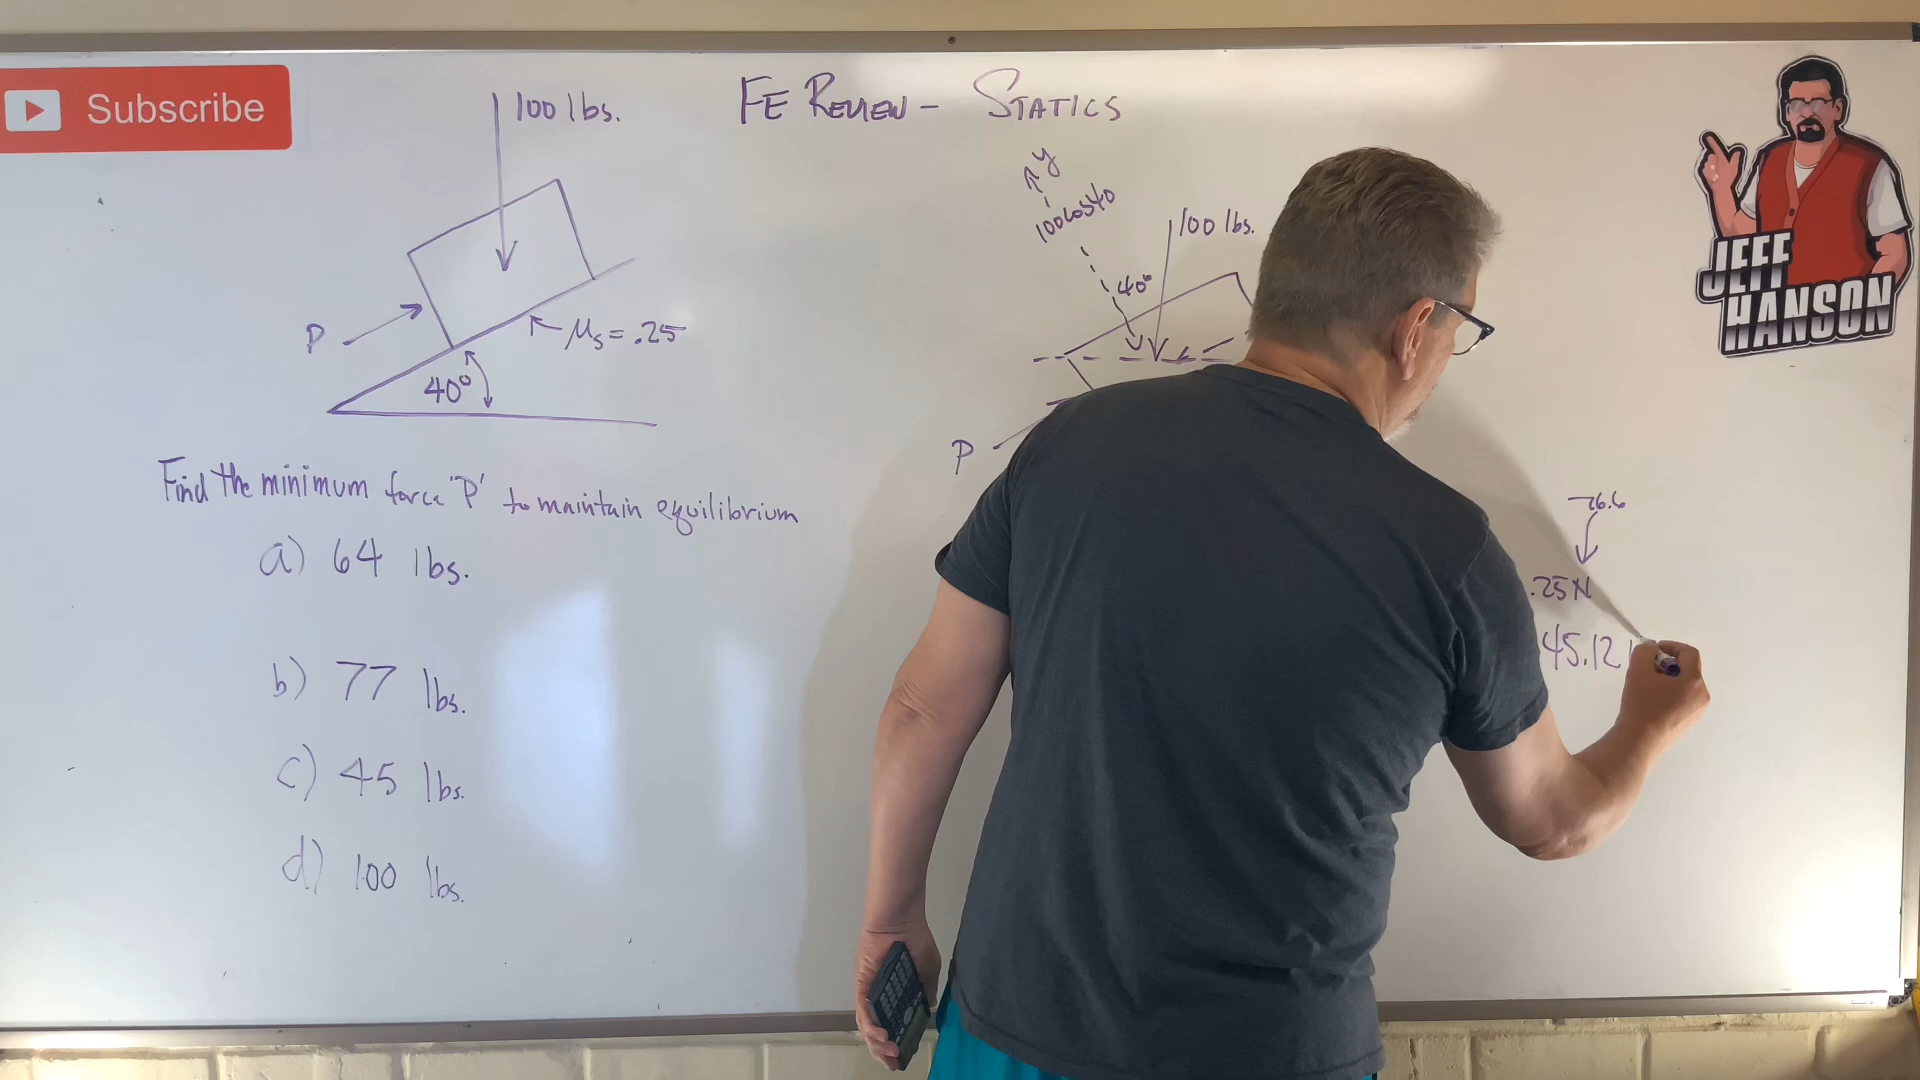 Subscribe
FE REVIEW - STATICS
100 lbs.
P
40°
μs = .25
Find the minimum force 'P' to maintain equilibrium
a) 64 lbs.
b) 77 lbs.
c) 45 lbs.
d) 100 lbs.
y
100cos40
100 lbs.
40°
P
76.6
.25N
45.12
JEFF
HANSON